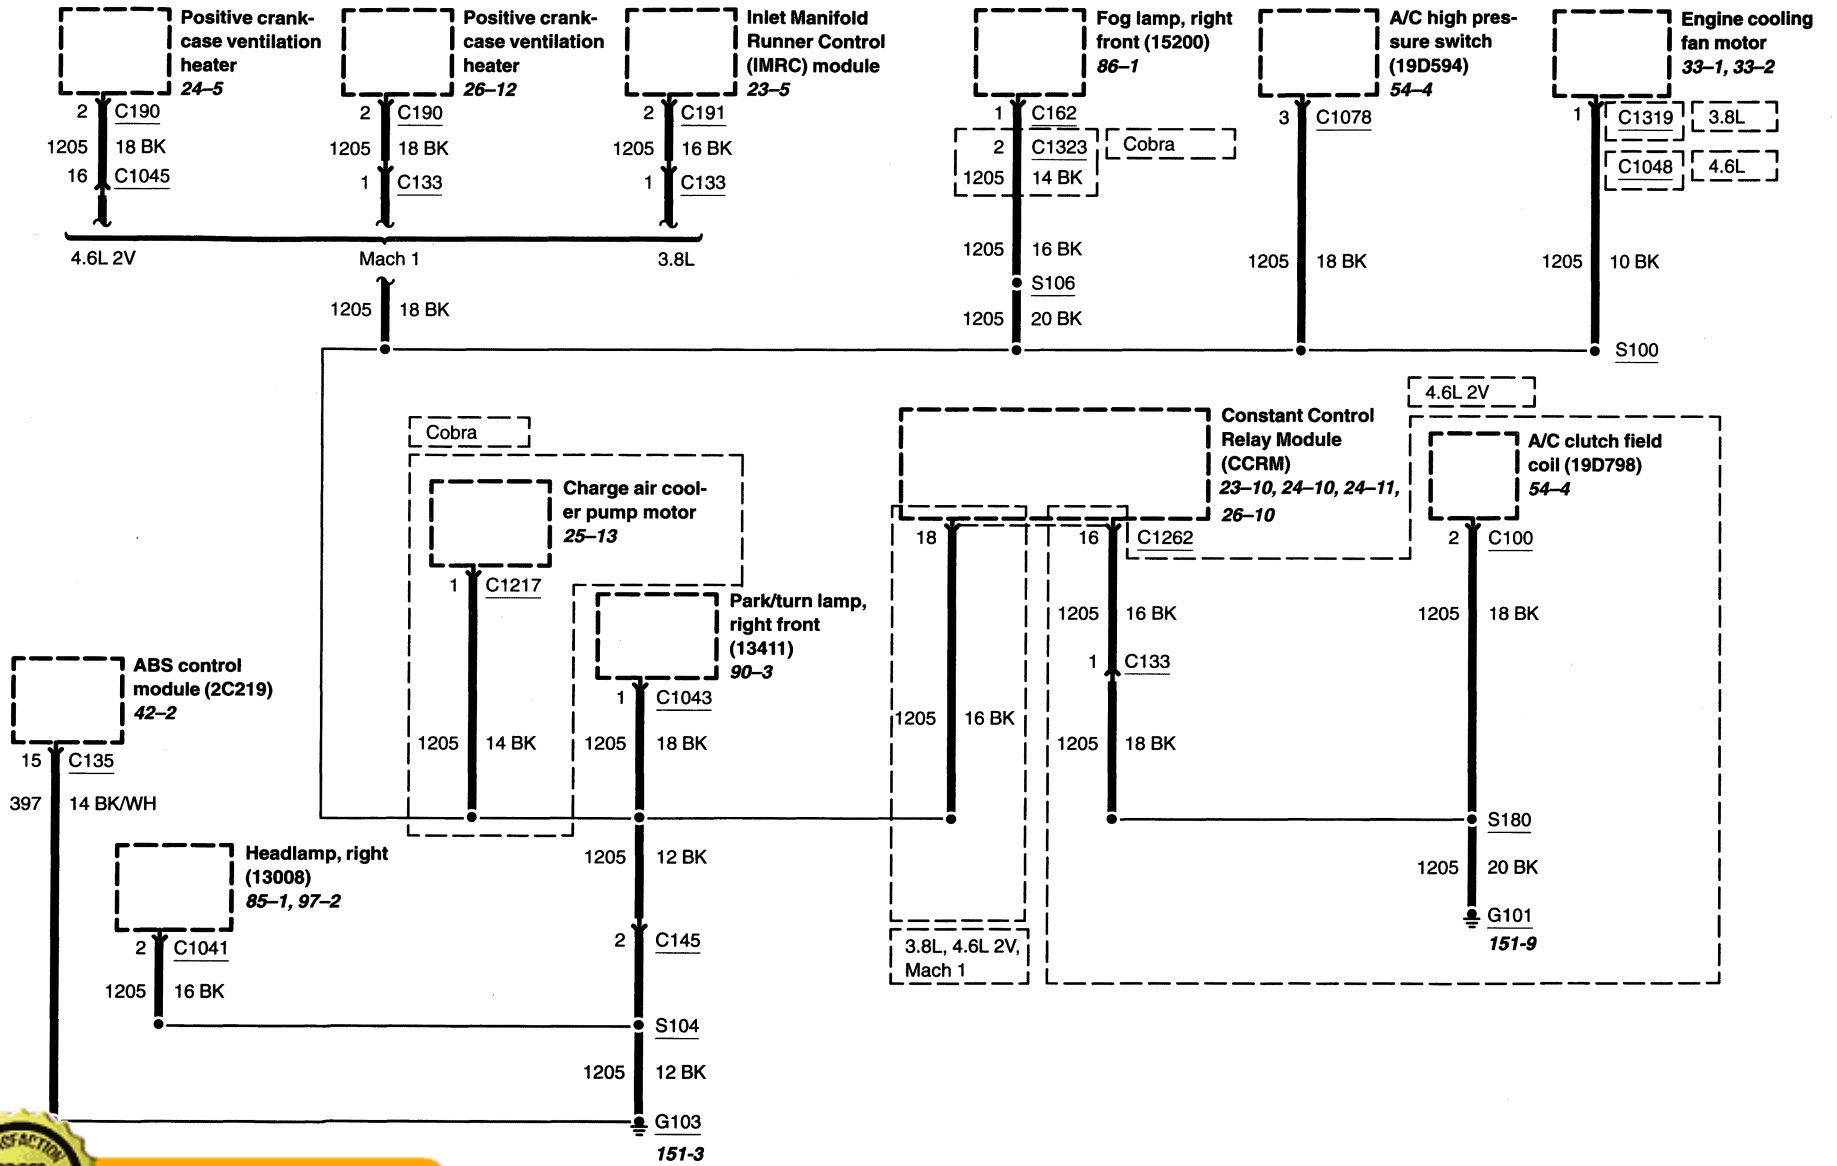 Positive crank-
case ventilation
heater
24–5
2 C190
1205 18 BK
16 C1045
4.6L 2V
Positive crank-
case ventilation
heater
26–12
2 C190
1205 18 BK
1 C133
Mach 1
1205 18 BK
Inlet Manifold
Runner Control
(IMRC) module
23–5
2 C191
1205 16 BK
1 C133
3.8L
Fog lamp, right
front (15200)
86–1
1 C162
2 C1323
Cobra
1205 14 BK
1205 16 BK
S106
1205 20 BK
A/C high pres-
sure switch
(19D594)
54–4
3 C1078
1205 18 BK
Engine cooling
fan motor
33–1, 33–2
1 C1319 3.8L
C1048 4.6L
1205 10 BK
S100
Cobra
Charge air cool-
er pump motor
25–13
1 C1217
1205 14 BK
Park/turn lamp,
right front
(13411)
90–3
1 C1043
1205 18 BK
1205 12 BK
2 C145
S104
1205 12 BK
G103
151-3
Constant Control
Relay Module
(CCRM)
23–10, 24–10, 24–11,
26–10
18
16 C1262
1205 16 BK
3.8L, 4.6L 2V,
Mach 1
1205 16 BK
1 C133
1205 18 BK
4.6L 2V
A/C clutch field
coil (19D798)
54–4
2 C100
1205 18 BK
S180
1205 20 BK
G101
151-9
ABS control
module (2C219)
42–2
15 C135
397 14 BK/WH
Headlamp, right
(13008)
85–1, 97–2
2 C1041
1205 16 BK